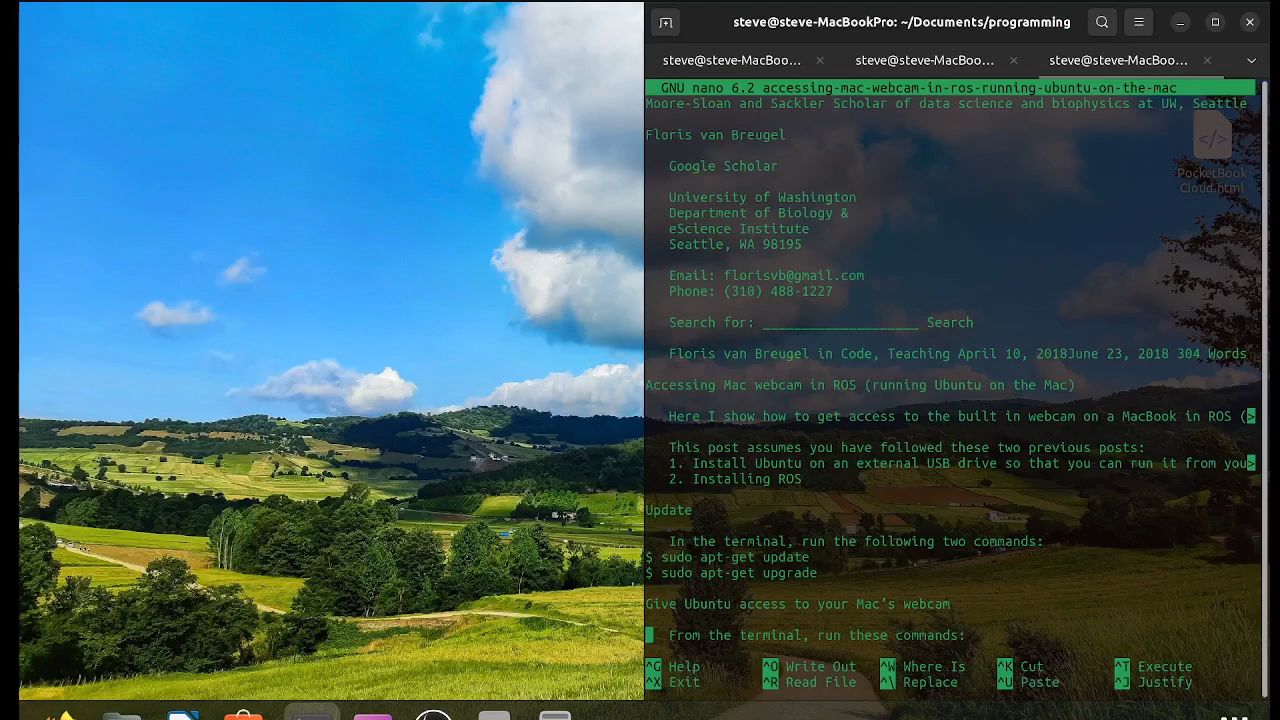 steve@steve-MacBookPro: ~/Documents/programming
steve@steve-MacBoo... × steve@steve-MacBoo... × steve@steve-MacBoo... ×
GNU nano 6.2 accessing-mac-webcam-in-ros-running-ubuntu-on-the-mac
Moore-Sloan and Sackler Scholar of data science and biophysics at UW, Seattle
Floris van Breugel
Google Scholar
University of Washington
Department of Biology &
eScience Institute
Seattle, WA 98195
Email: florisvb@gmail.com
Phone: (310) 488-1227
Search for: ____________________ Search
Floris van Breugel in Code, Teaching April 10, 2018June 23, 2018 304 Words
Accessing Mac webcam in ROS (running Ubuntu on the Mac)
Here I show how to get access to the built in webcam on a MacBook in ROS (>
This post assumes you have followed these two previous posts:
1. Install Ubuntu on an external USB drive so that you can run it from you>
2. Installing ROS
Update
In the terminal, run the following two commands:
$ sudo apt-get update
$ sudo apt-get upgrade
Give Ubuntu access to your Mac’s webcam
From the terminal, run these commands:
^G Help ^O Write Out ^W Where Is ^K Cut ^T Execute
^X Exit ^R Read File ^\ Replace ^U Paste ^J Justify
PocketBook
Cloud.html